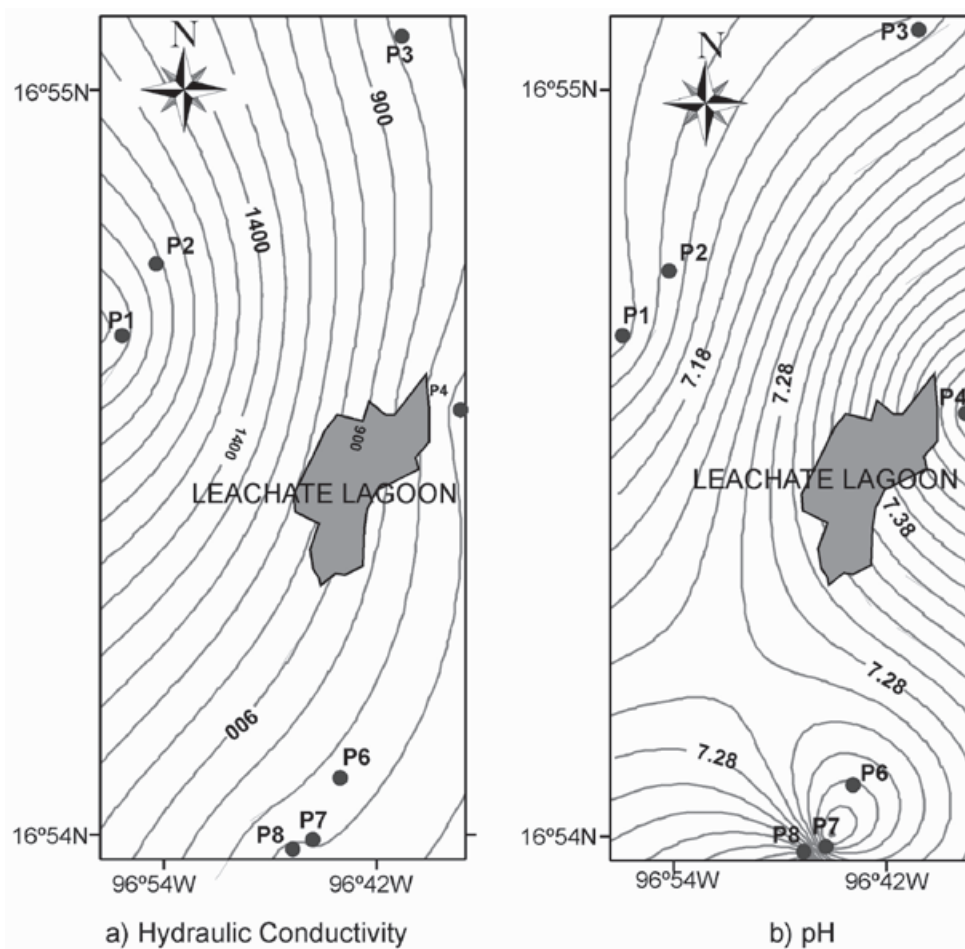 N
P3
16º55N
900
1400
P2
P1
P4
1400
900
LEACHATE LAGOON
900
P6
P7
P8
16º54N
96º54W
96º42W
a) Hydraulic Conductivity
N
P3
16º55N
P2
P1
7.18
7.28
P4
LEACHATE LAGOON
7.38
7.28
7.28
P6
P7
P8
16º54N
96º54W
96º42W
b) pH